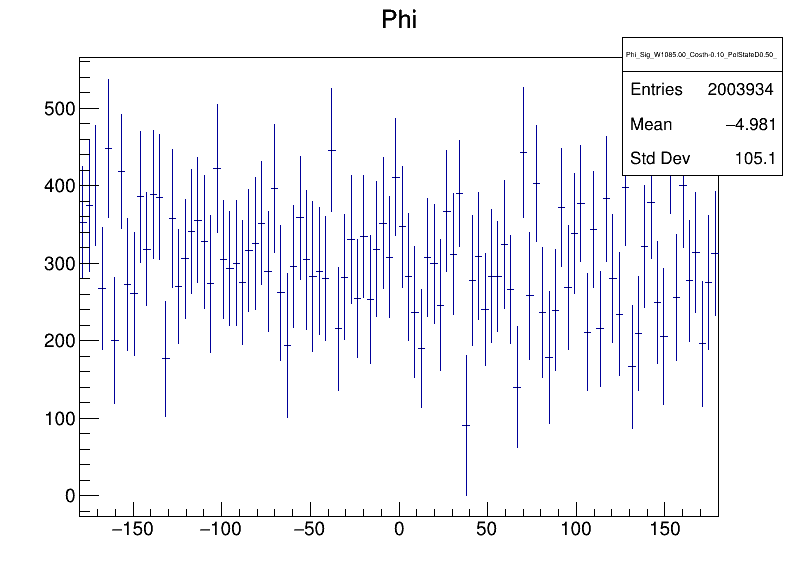 Phi
Phi_Sig_W1085.00_Costh-0.10_PolStateD0.50_
Entries 2003934
Mean −4.981
Std Dev 105.1
500
400
300
200
100
0
−150 −100 −50 0 50 100 150